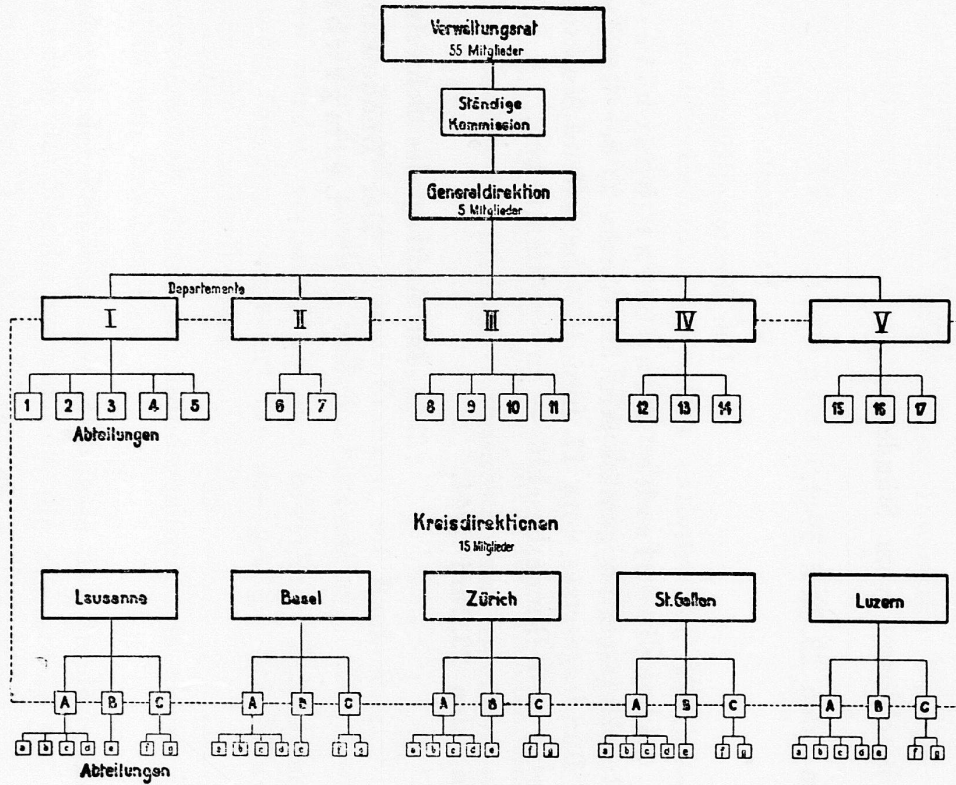 Verwaltungsrat
55 Mitglieder
Ständige
Kommission
Generaldirektion
5 Mitglieder
Departemente
I II III IV V
1 2 3 4 5 6 7 8 9 10 11 12 13 14 15 16 17
Abteilungen
Kreisdirektionen
15 Mitglieder
Lausanne Basel Zürich St.Gallen Luzern
A B C A B C A B C A B C A B C
a b c d e f g a b c d e f g a b c d e f g a b c d e f g a b c d e f g
Abteilungen